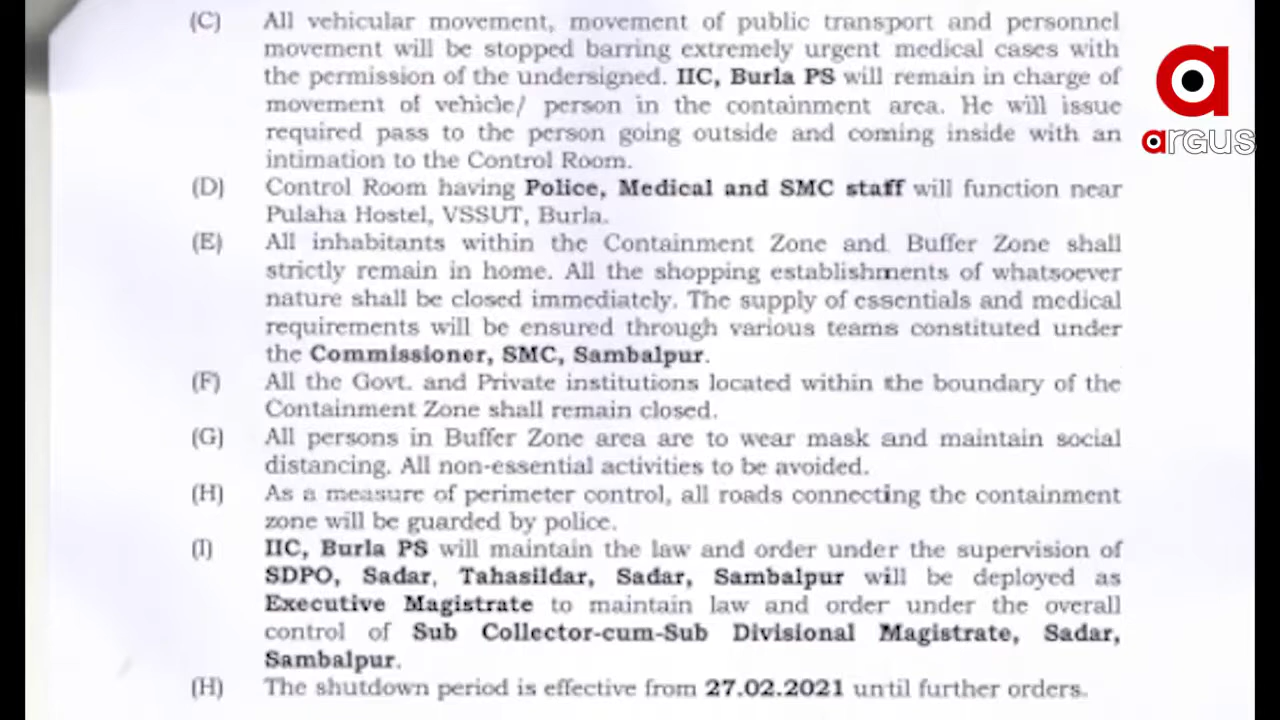 (C) All vehicular movement, movement of public transport and personnel
movement will be stopped barring extremely urgent medical cases with
the permission of the undersigned. IIC, Burla PS will remain in charge of
movement of vehicle/ person in the containment area. He will issue
required pass to the person going outside and coming inside with an
intimation to the Control Room.
(D) Control Room having Police, Medical and SMC staff will function near
Pulaha Hostel, VSSUT, Burla.
(E) All inhabitants within the Containment Zone and Buffer Zone shall
strictly remain in home. All the shopping establishments of whatsoever
nature shall be closed immediately. The supply of essentials and medical
requirements will be ensured through various teams constituted under
the Commissioner, SMC, Sambalpur.
(F) All the Govt. and Private institutions located within the boundary of the
Containment Zone shall remain closed.
(G) All persons in Buffer Zone area are to wear mask and maintain social
distancing. All non-essential activities to be avoided.
(H) As a measure of perimeter control, all roads connecting the containment
zone will be guarded by police.
(I) IIC, Burla PS will maintain the law and order under the supervision of
SDPO, Sadar, Tahasildar, Sadar, Sambalpur will be deployed as
Executive Magistrate to maintain law and order under the overall
control of Sub Collector-cum-Sub Divisional Magistrate, Sadar,
Sambalpur.
(H) The shutdown period is effective from 27.02.2021 until further orders.
a
argus